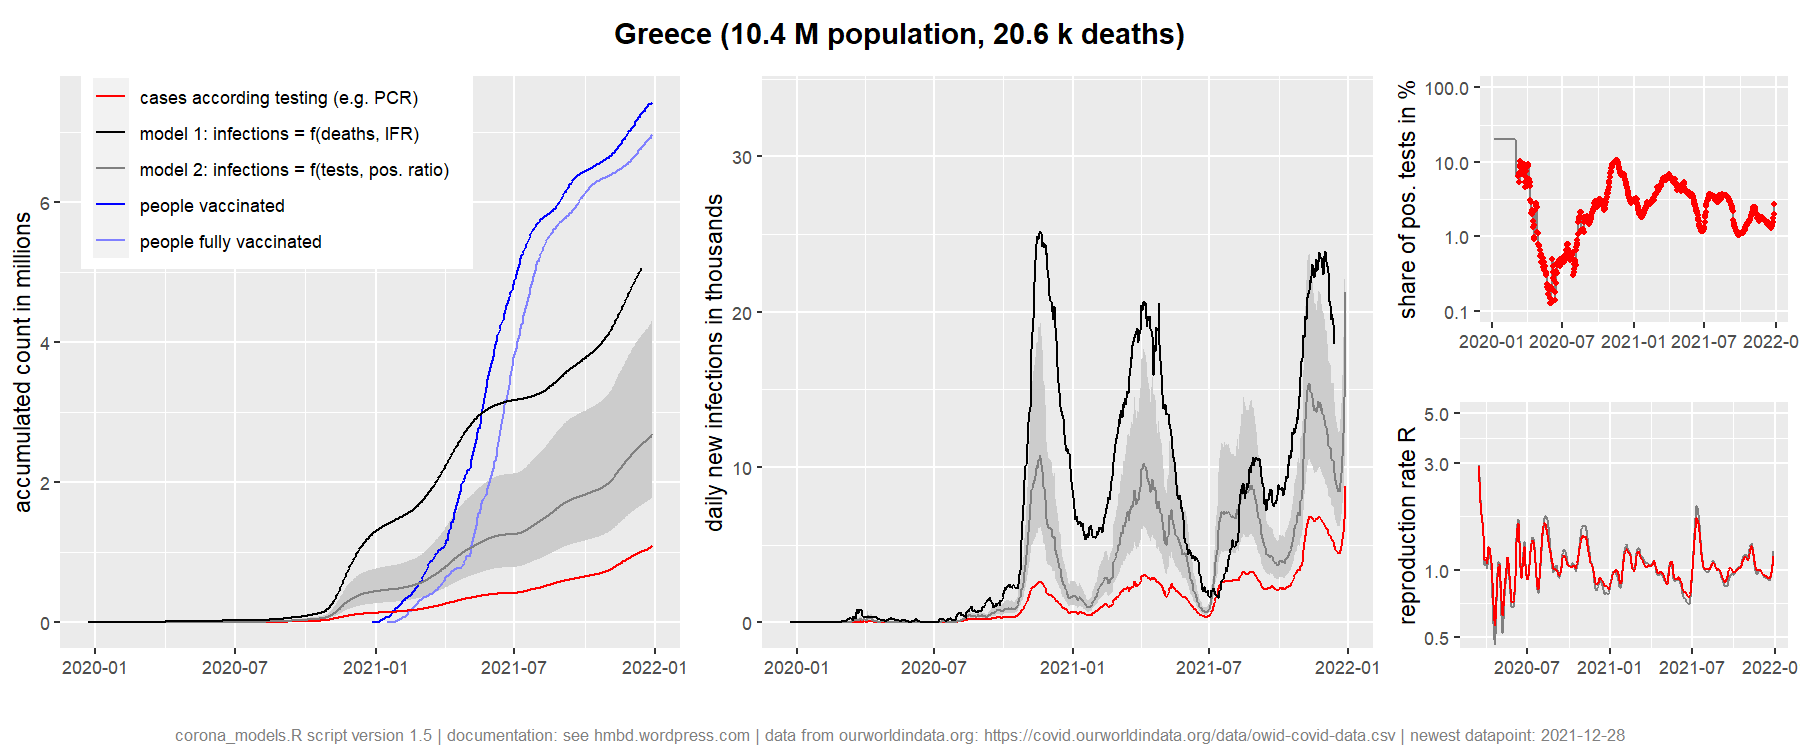 Greece (10.4 M population, 20.6 k deaths)
accumulated count in millions
6
4
2
0
cases according testing (e.g. PCR)
model 1: infections = f(deaths, IFR)
model 2: infections = f(tests, pos. ratio)
people vaccinated
people fully vaccinated
2020-01 2020-07 2021-01 2021-07 2022-01
daily new infections in thousands
30
20
10
0
2020-01 2020-07 2021-01 2021-07 2022-01
share of pos. tests in %
100.0
10.0
1.0
0.1
2020-01 2020-07 2021-01 2021-07 2022-0
reproduction rate R
5.0
3.0
1.0
0.5
2020-07 2021-01 2021-07 2022-0
corona_models.R script version 1.5 | documentation: see hmbd.wordpress.com | data from ourworldindata.org: https://covid.ourworldindata.org/data/owid-covid-data.csv | newest datapoint: 2021-12-28